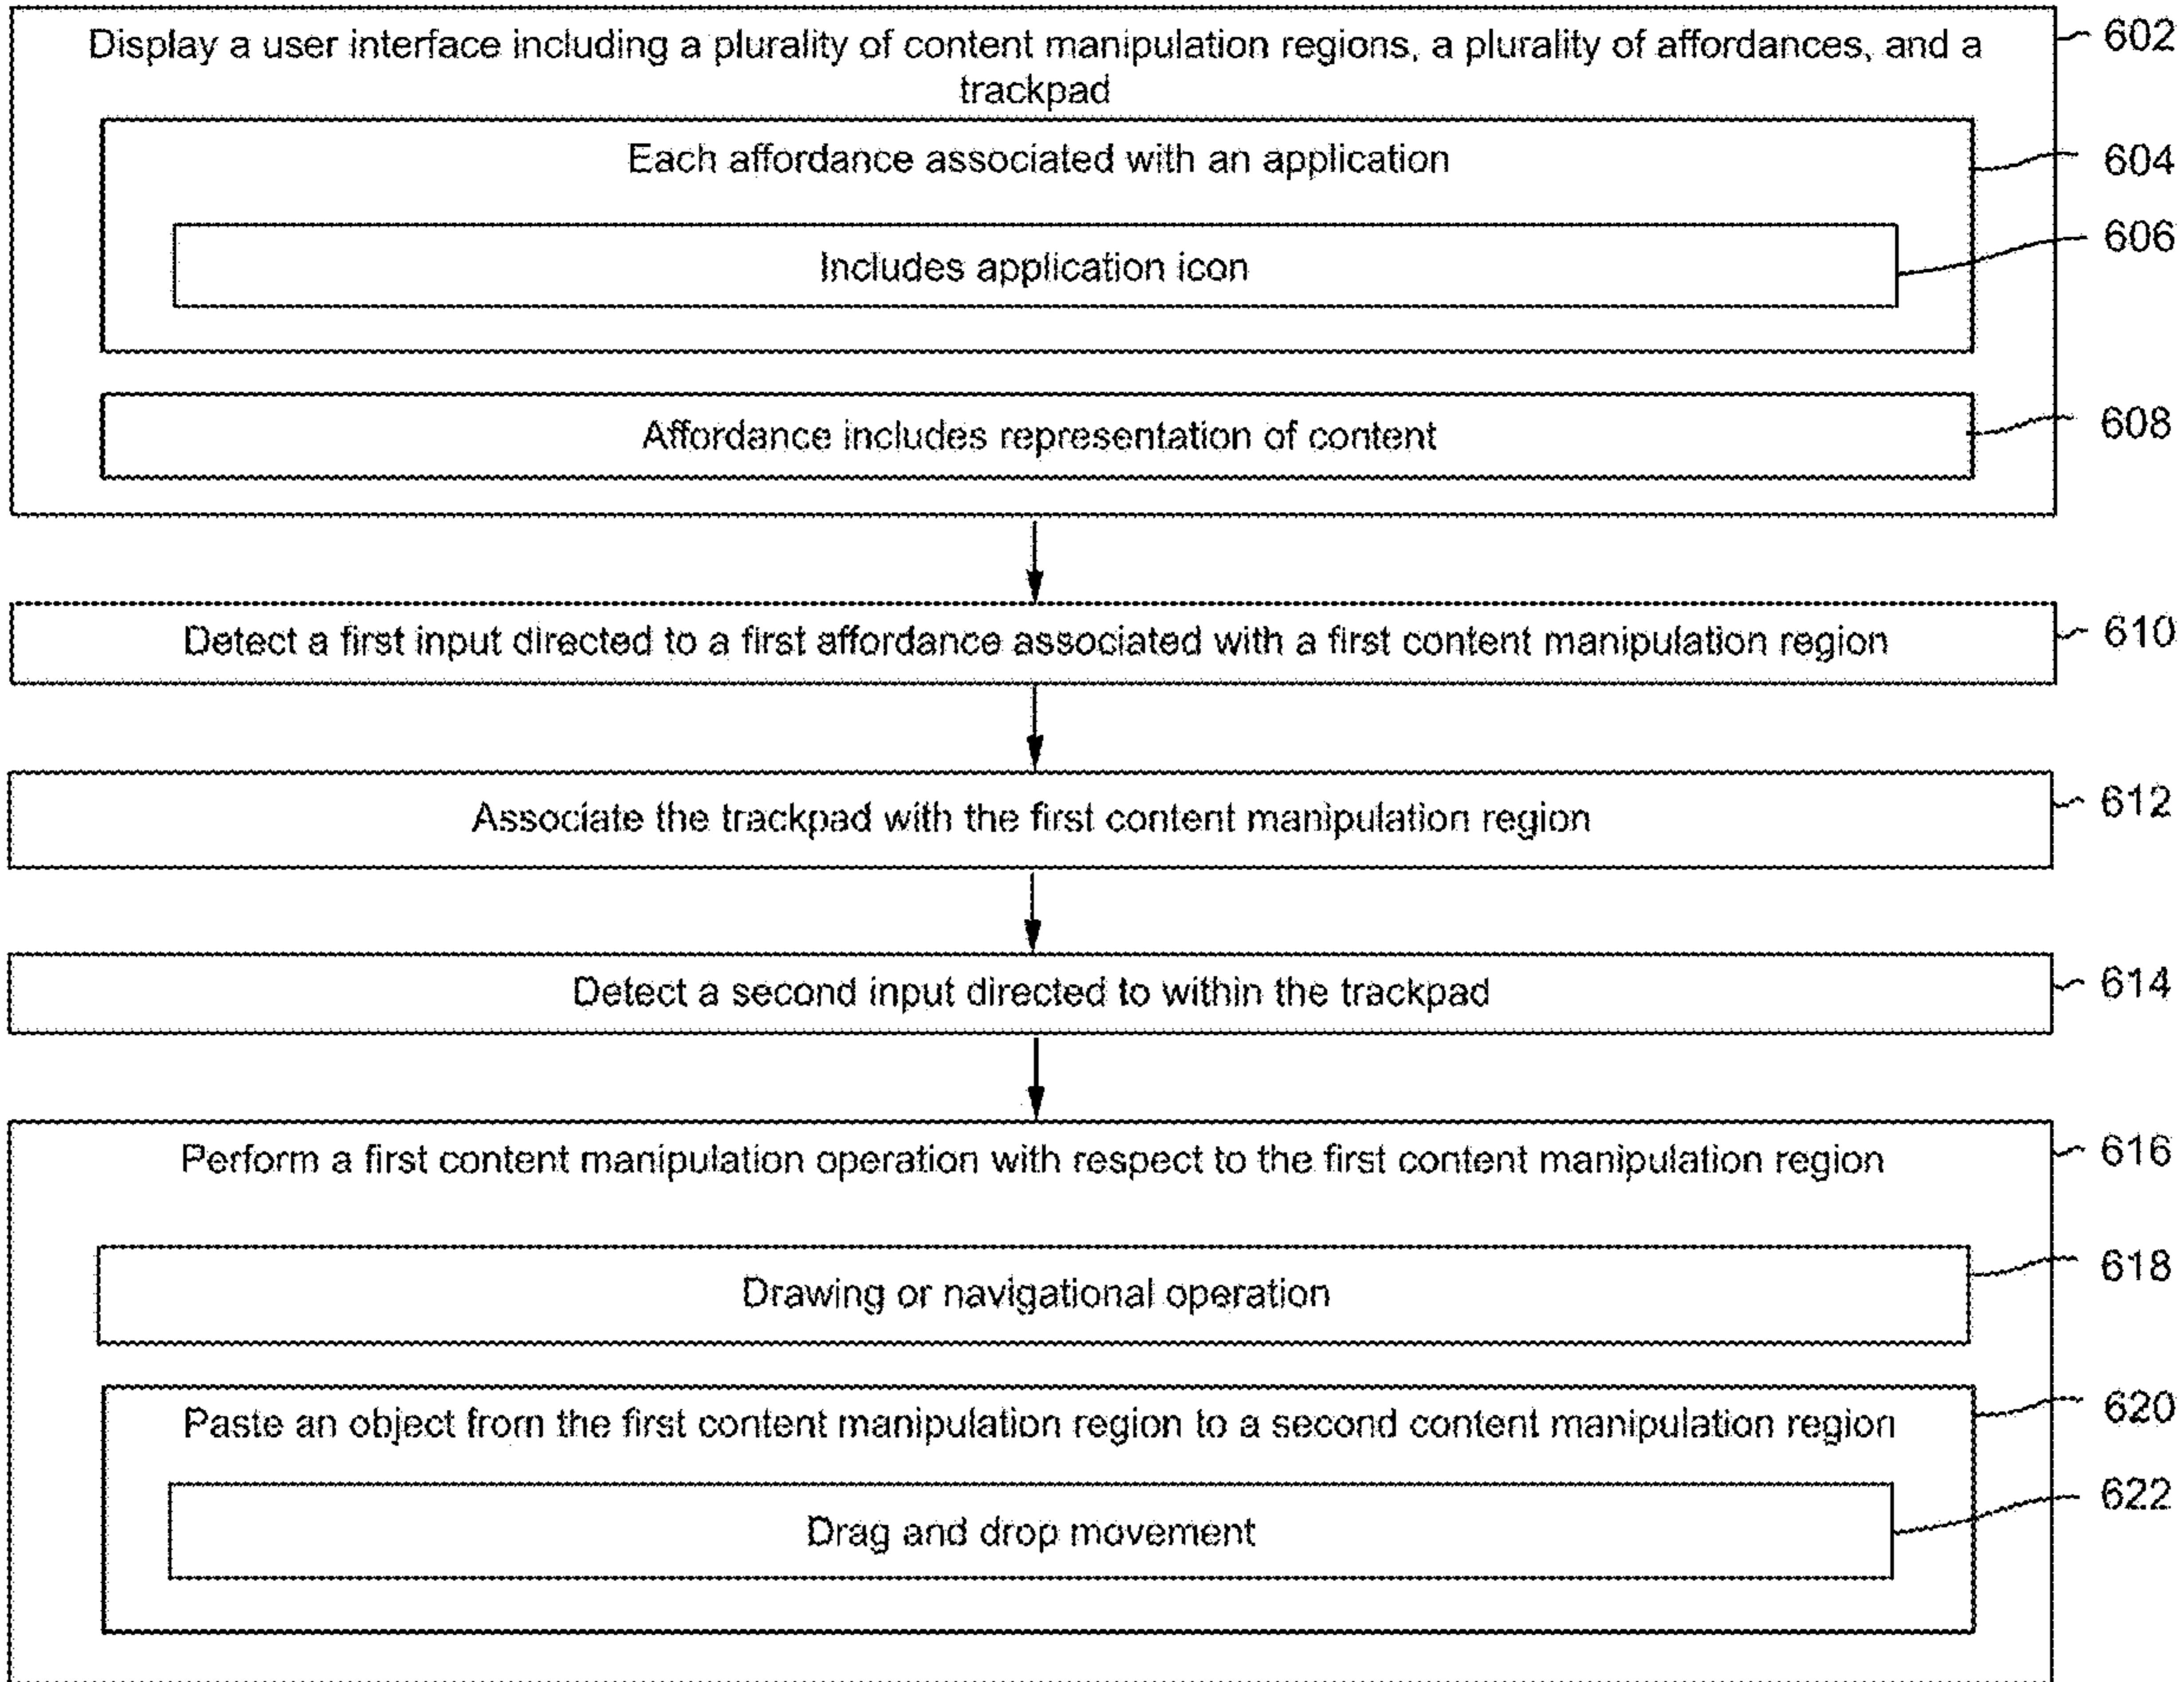 Display a user interface including a plurality of content manipulation regions, a plurality of affordances, and a
trackpad
602
Each affordance associated with an application
604
Includes application icon
606
Affordance includes representation of content
608
Detect a first input directed to a first affordance associated with a first content manipulation region
610
Associate the trackpad with the first content manipulation region
612
Detect a second input directed to within the trackpad
614
Perform a first content manipulation operation with respect to the first content manipulation region
616
Drawing or navigational operation
618
Paste an object from the first content manipulation region to a second content manipulation region
620
Drag and drop movement
622